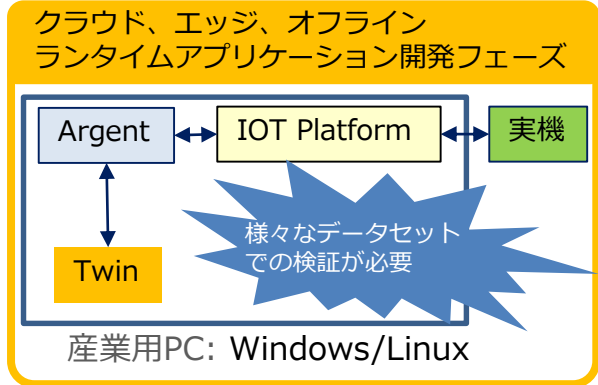 クラウド、エッジ、オフライン
ランタイムアプリケーション開発フェーズ
Argent
IOT Platform
実機
様々なデータセット
での検証が必要
Twin
産業用PC: Windows/Linux